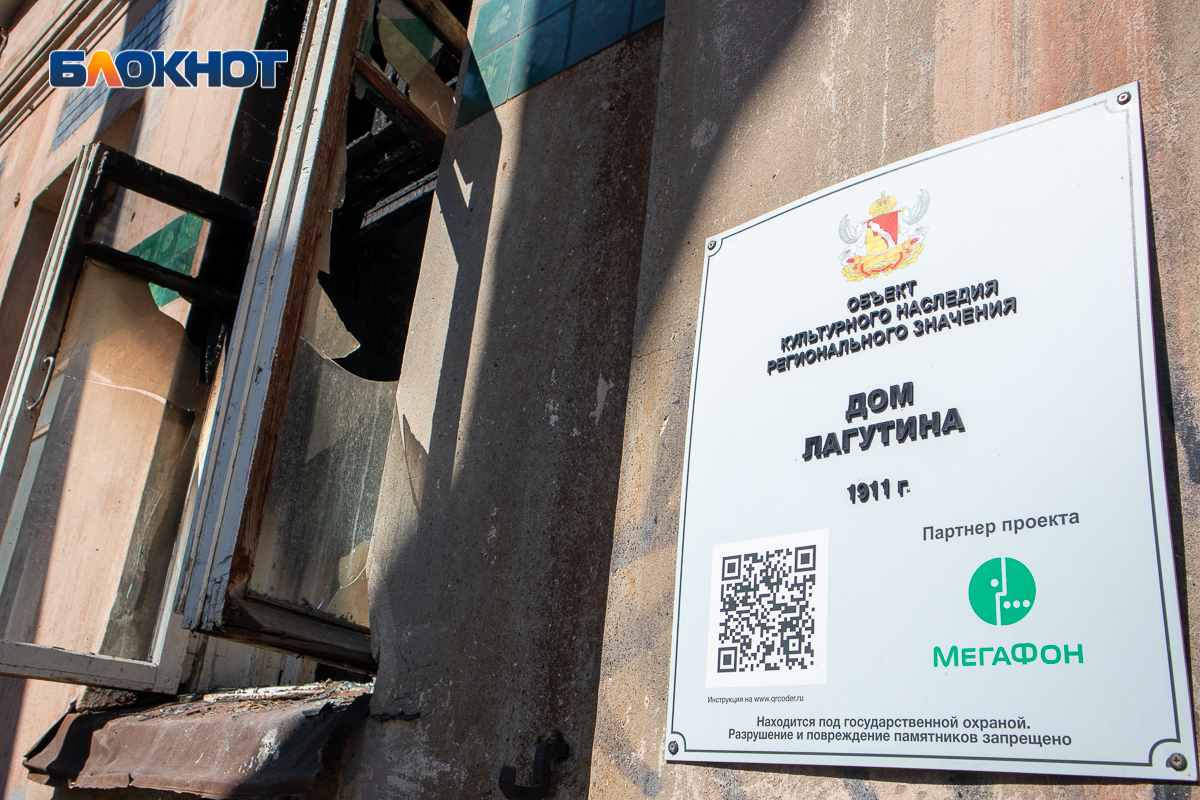 БЛОКНОТ
ОБЪЕКТ
КУЛЬТУРНОГО НАСЛЕДИЯ
РЕГИОНАЛЬНОГО ЗНАЧЕНИЯ
ДОМ
ЛАГУТИНА
1911 г.
Партнер проекта
МЕГАФОН
Инструкция на www.qrcoder.ru
Находится под государственной охраной.
Разрушение и повреждение памятников запрещено